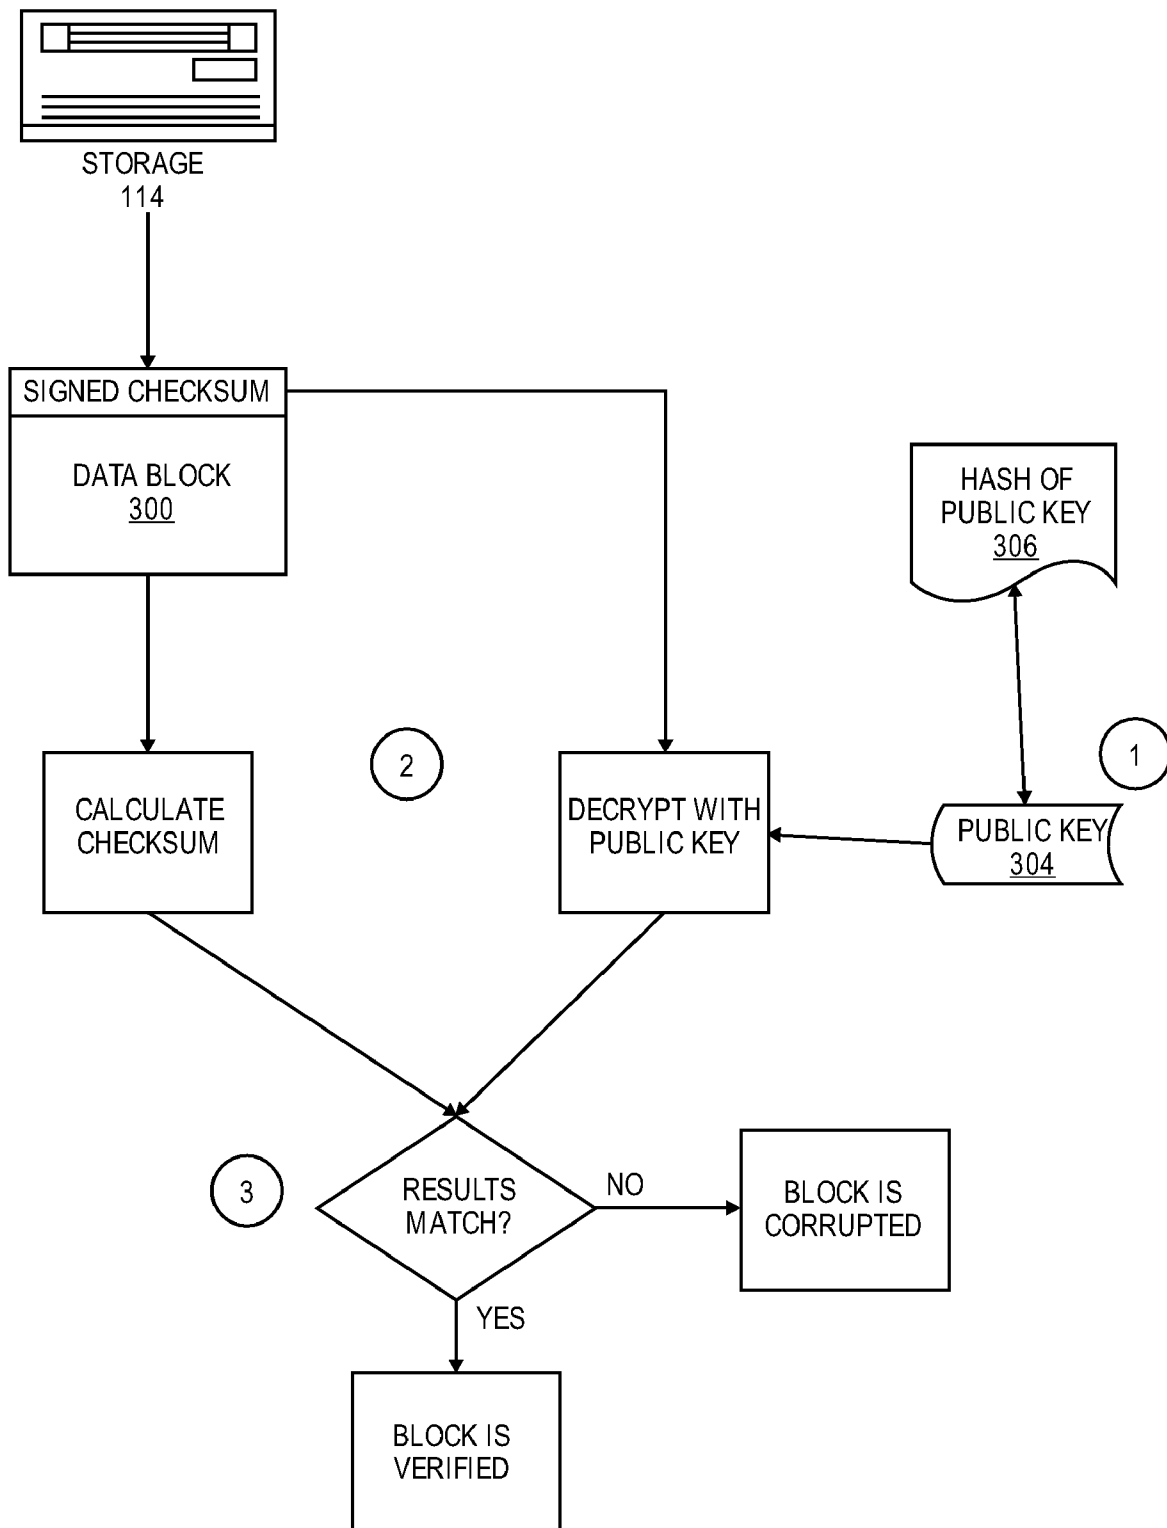 STORAGE
114
SIGNED CHECKSUM
DATA BLOCK
300
HASH OF
PUBLIC KEY
306
1
2
CALCULATE
CHECKSUM
DECRYPT WITH
PUBLIC KEY
PUBLIC KEY
304
3
RESULTS
MATCH?
NO
BLOCK IS
CORRUPTED
YES
BLOCK IS
VERIFIED